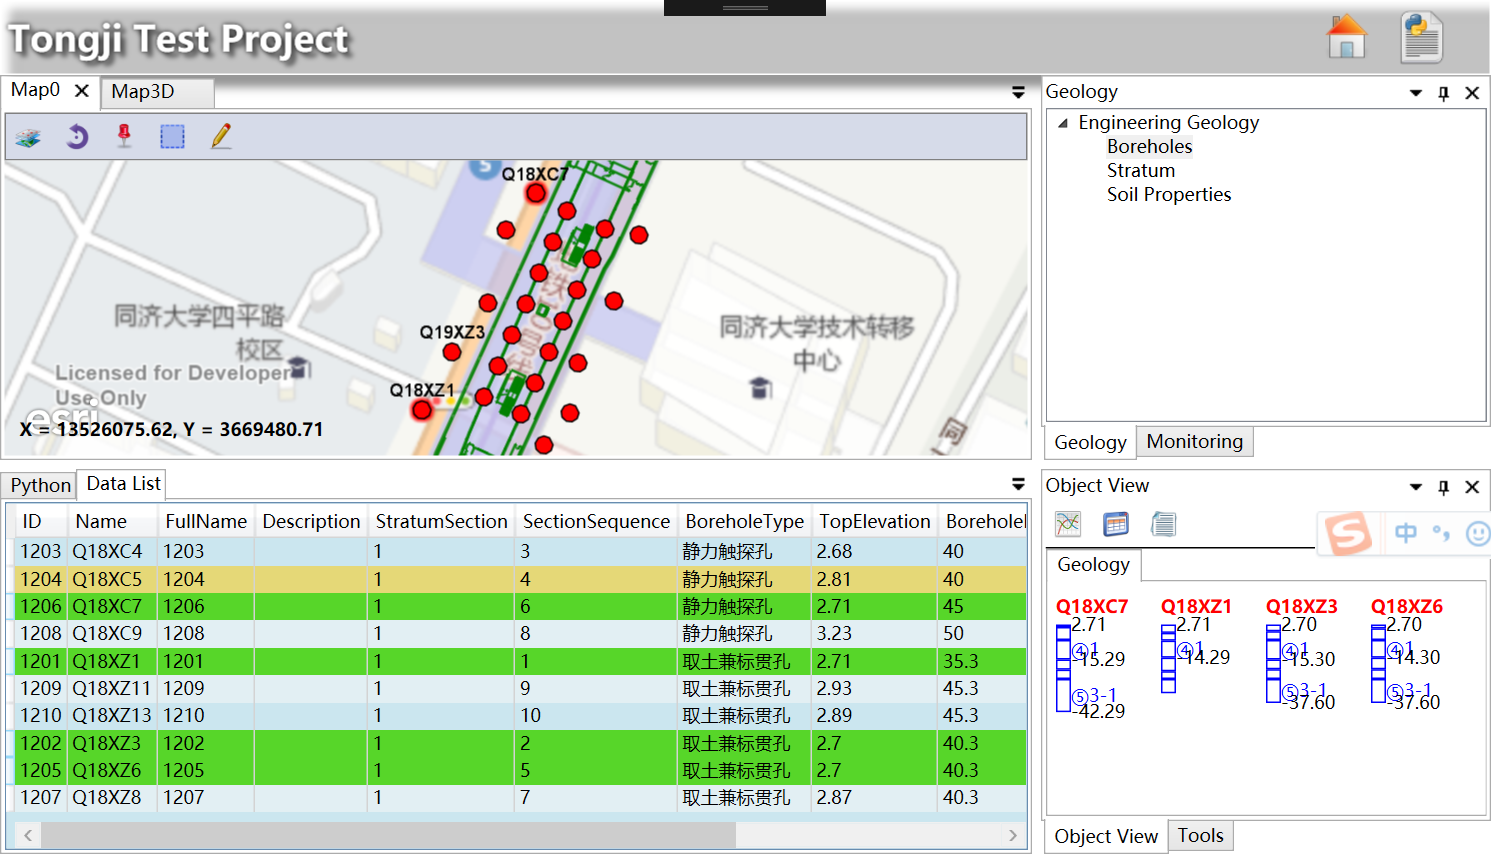 Tongji Test Project
Map0
Map3D
Q18XC7
Q19XZ3
Q18XZ1
同济大学四平路
校区
同济大学技术转移
中心
Licensed for Developer
Use Only
esri
X = 13526075.62, Y = 3669480.71
Geology
Engineering Geology
Boreholes
Stratum
Soil Properties
Geology Monitoring
Python Data List
ID Name FullName Description StratumSection SectionSequence BoreholeType TopElevation
1203 Q18XC4 1203 1 3 静力触探孔 2.68 40
1204 Q18XC5 1204 1 4 静力触探孔 2.81 40
1206 Q18XC7 1206 1 6 静力触探孔 2.71 45
1208 Q18XC9 1208 1 8 静力触探孔 3.23 50
1201 Q18XZ1 1201 1 1 取土兼标贯孔 2.71 35.3
1209 Q18XZ11 1209 1 9 取土兼标贯孔 2.93 45.3
1210 Q18XZ13 1210 1 10 取土兼标贯孔 2.89 45.3
1202 Q18XZ3 1202 1 2 取土兼标贯孔 2.7 40.3
1205 Q18XZ6 1205 1 5 取土兼标贯孔 2.7 40.3
1207 Q18XZ8 1207 1 7 取土兼标贯孔 2.87 40.3
Object View
中
Geology
Q18XC7 Q18XZ1 Q18XZ3 Q18XZ6
2.71 2.71 2.70 2.70
④1 ④1 ④1 ④1
-15.29 -14.29 -15.30 -14.30
⑤3-1 ⑤3-1 ⑤3-1
-42.29 -37.60 -37.60
Object View Tools